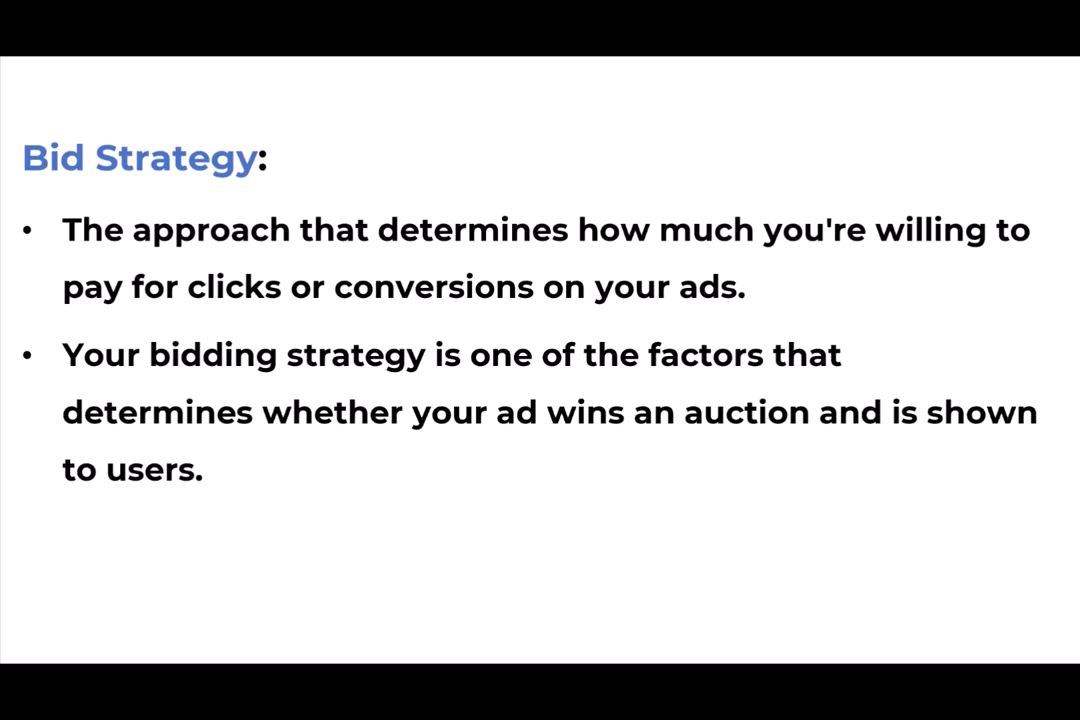 Bid Strategy:
• The approach that determines how much you're willing to
pay for clicks or conversions on your ads.
• Your bidding strategy is one of the factors that
determines whether your ad wins an auction and is shown
to users.